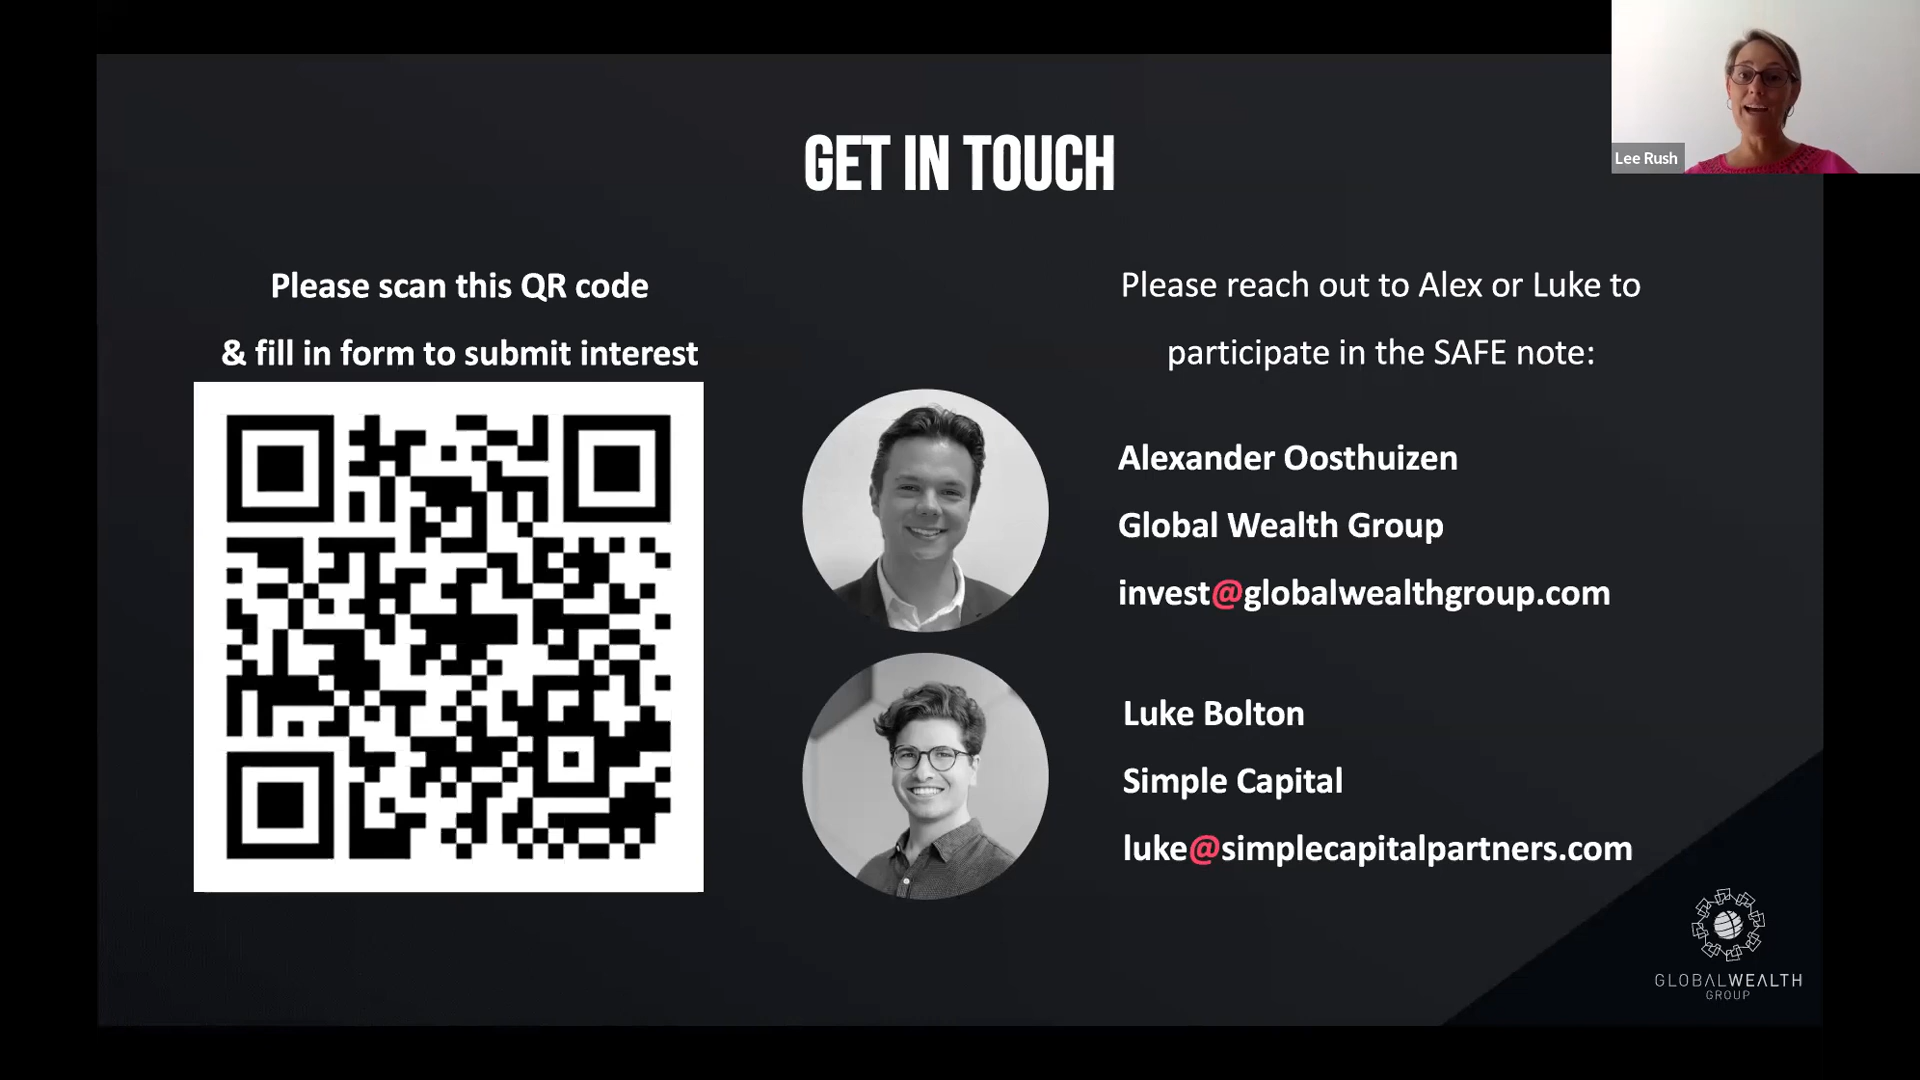 Lee Rush
GET IN TOUCH
Please scan this QR code
& fill in form to submit interest
Please reach out to Alex or Luke to
participate in the SAFE note:
Alexander Oosthuizen
Global Wealth Group
invest@globalwealthgroup.com
Luke Bolton
Simple Capital
luke@simplecapitalpartners.com
GLOBALWEALTH
GROUP